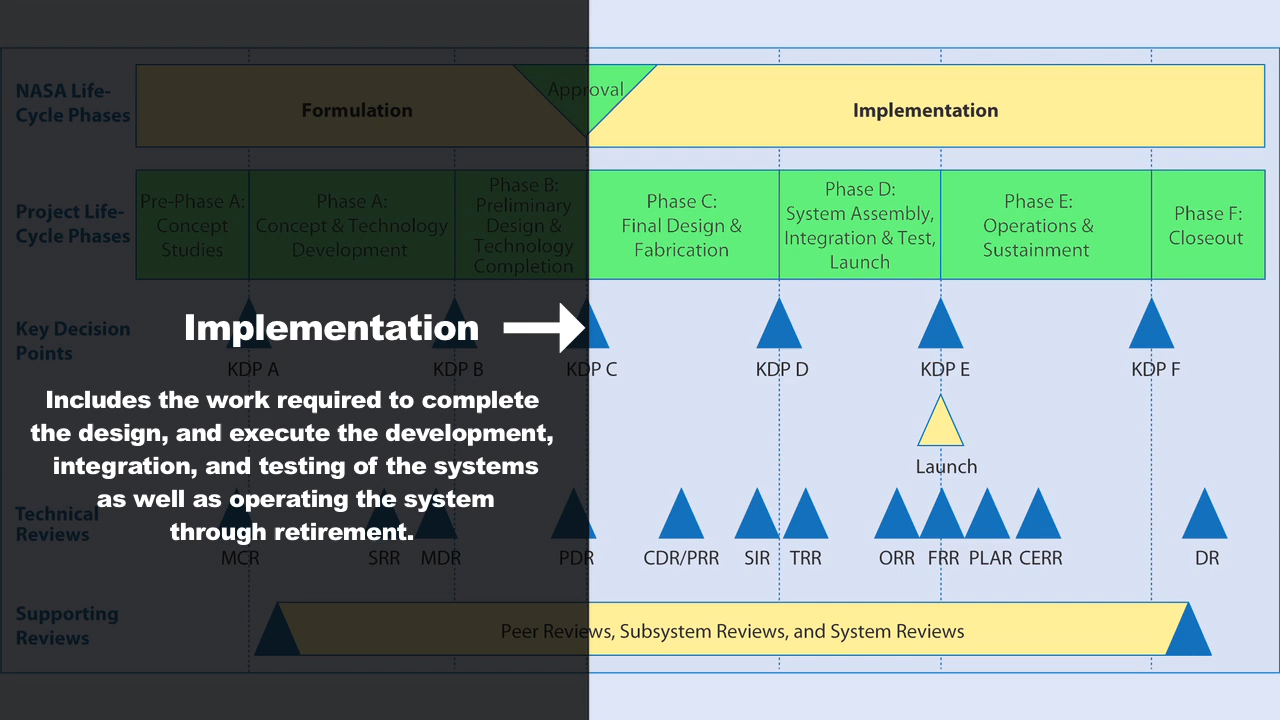 NASA Life-
Cycle Phases
Formulation
Approval
Implementation
Project Life-
Cycle Phases
Pre-Phase A:
Concept
Studies
Phase A:
Concept & Technology
Development
Phase B:
Preliminary
Design &
Technology
Completion
Phase C:
Final Design &
Fabrication
Phase D:
System Assembly,
Integration & Test,
Launch
Phase E:
Operations &
Sustainment
Phase F:
Closeout
Key Decision
Points
KDP A
KDP B
KDP C
KDP D
KDP E
KDP F
Launch
Implementation
Includes the work required to complete
the design, and execute the development,
integration, and testing of the systems
as well as operating the system
through retirement.
Technical
Reviews
MCR
SRR
MDR
PDR
CDR/PRR
SIR
TRR
ORR
FRR
PLAR
CERR
DR
Supporting
Reviews
Peer Reviews, Subsystem Reviews, and System Reviews